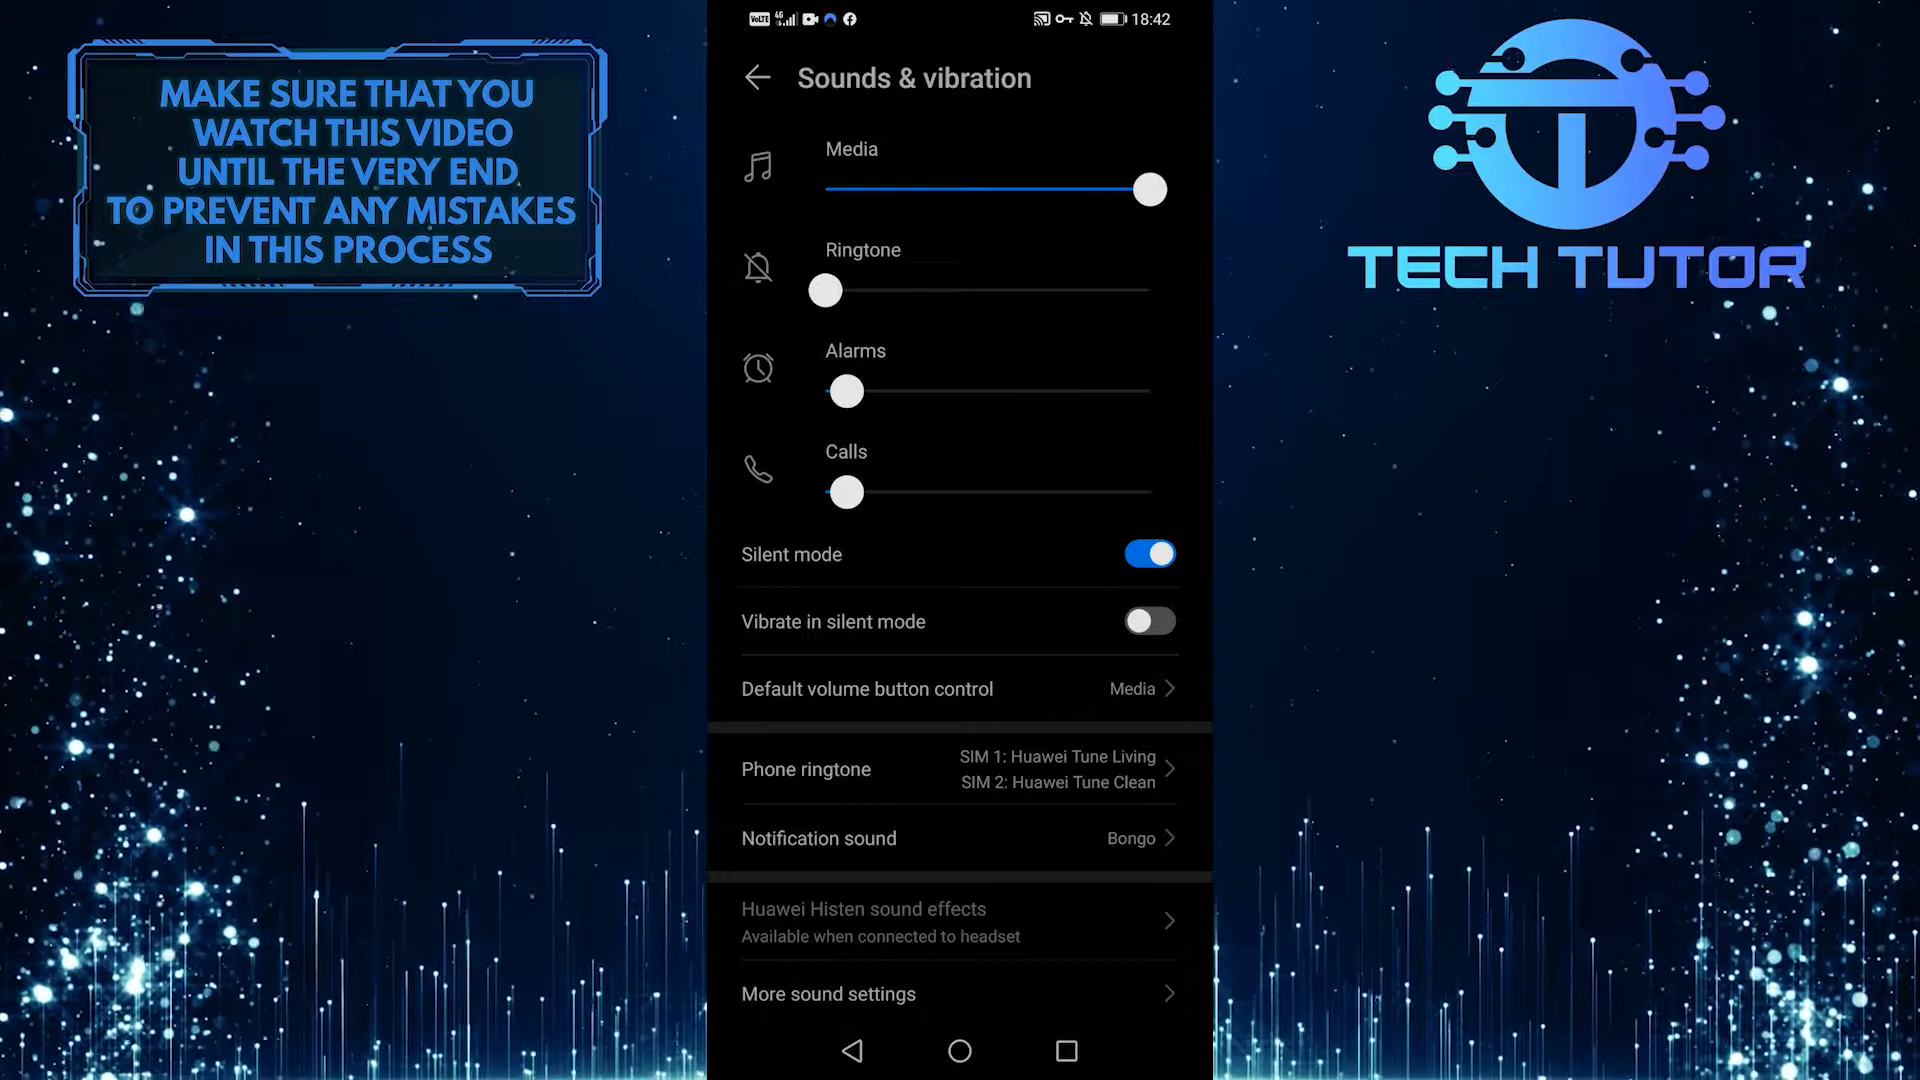 MAKE SURE THAT YOU
WATCH THIS VIDEO
UNTIL THE VERY END
TO PREVENT ANY MISTAKES
IN THIS PROCESS
VoLTE 4G 18:42
Sounds & vibration
Media
Ringtone
Alarms
Calls
Silent mode
Vibrate in silent mode
Default volume button control Media
Phone ringtone SIM 1: Huawei Tune Living
SIM 2: Huawei Tune Clean
Notification sound Bongo
Huawei Histen sound effects
Available when connected to headset
More sound settings
TECH TUTOR